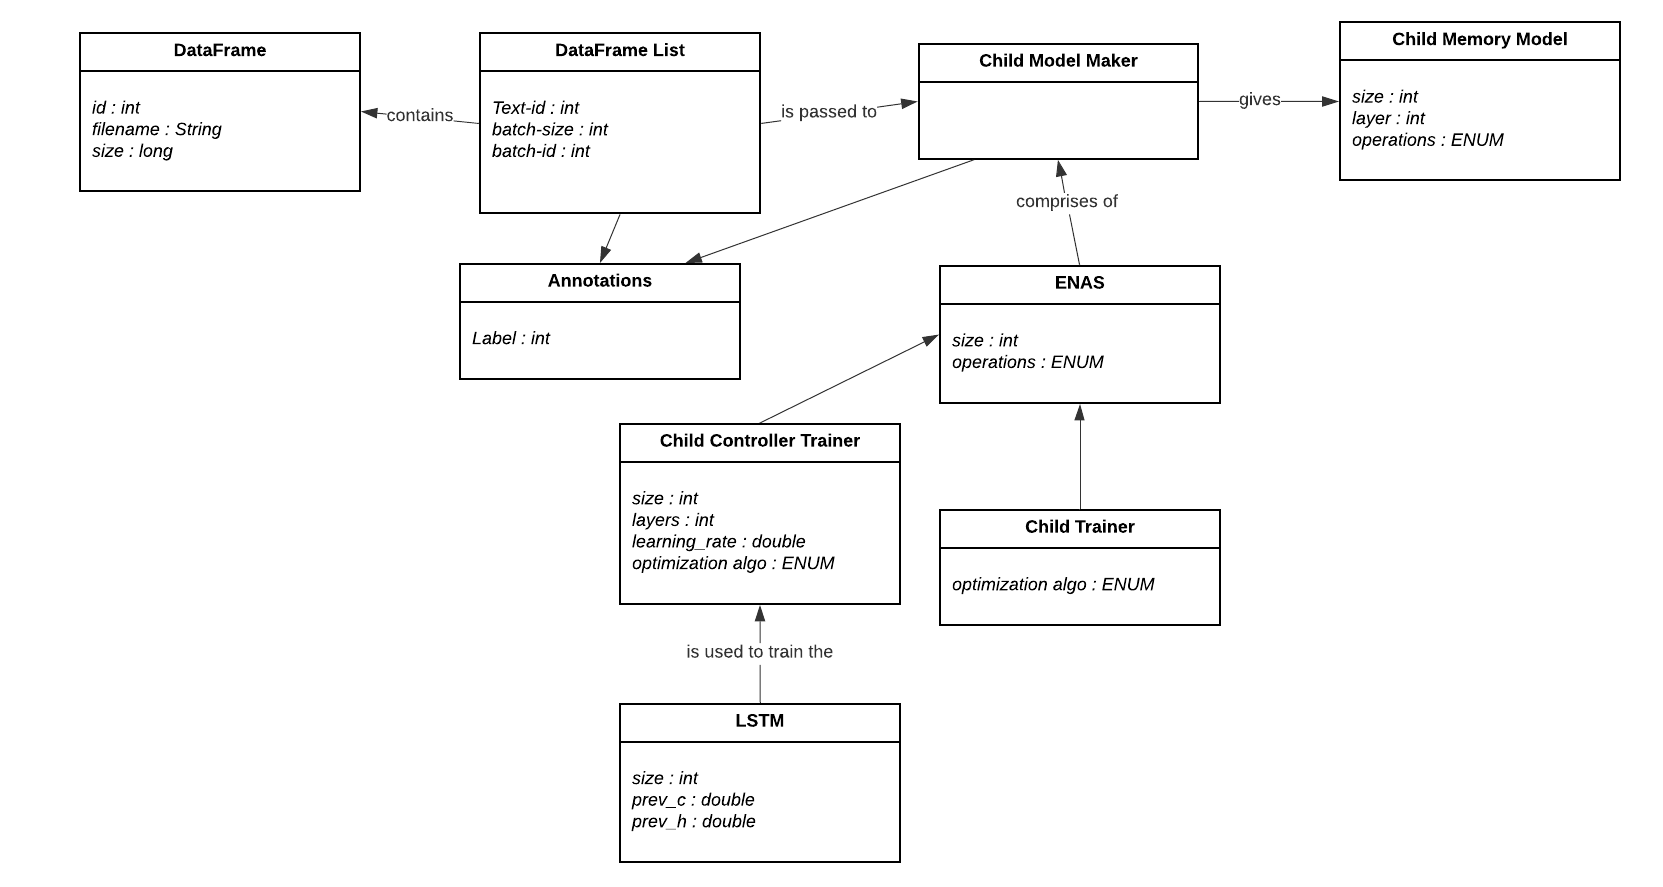 DataFrame
id : int
filename : String
size : long
contains
DataFrame List
Text-id : int
batch-size : int
batch-id : int
is passed to
Child Model Maker
gives
Child Memory Model
size : int
layer : int
operations : ENUM
comprises of
Annotations
Label : int
ENAS
size : int
operations : ENUM
Child Controller Trainer
size : int
layers : int
learning_rate : double
optimization algo : ENUM
Child Trainer
optimization algo : ENUM
is used to train the
LSTM
size : int
prev_c : double
prev_h : double